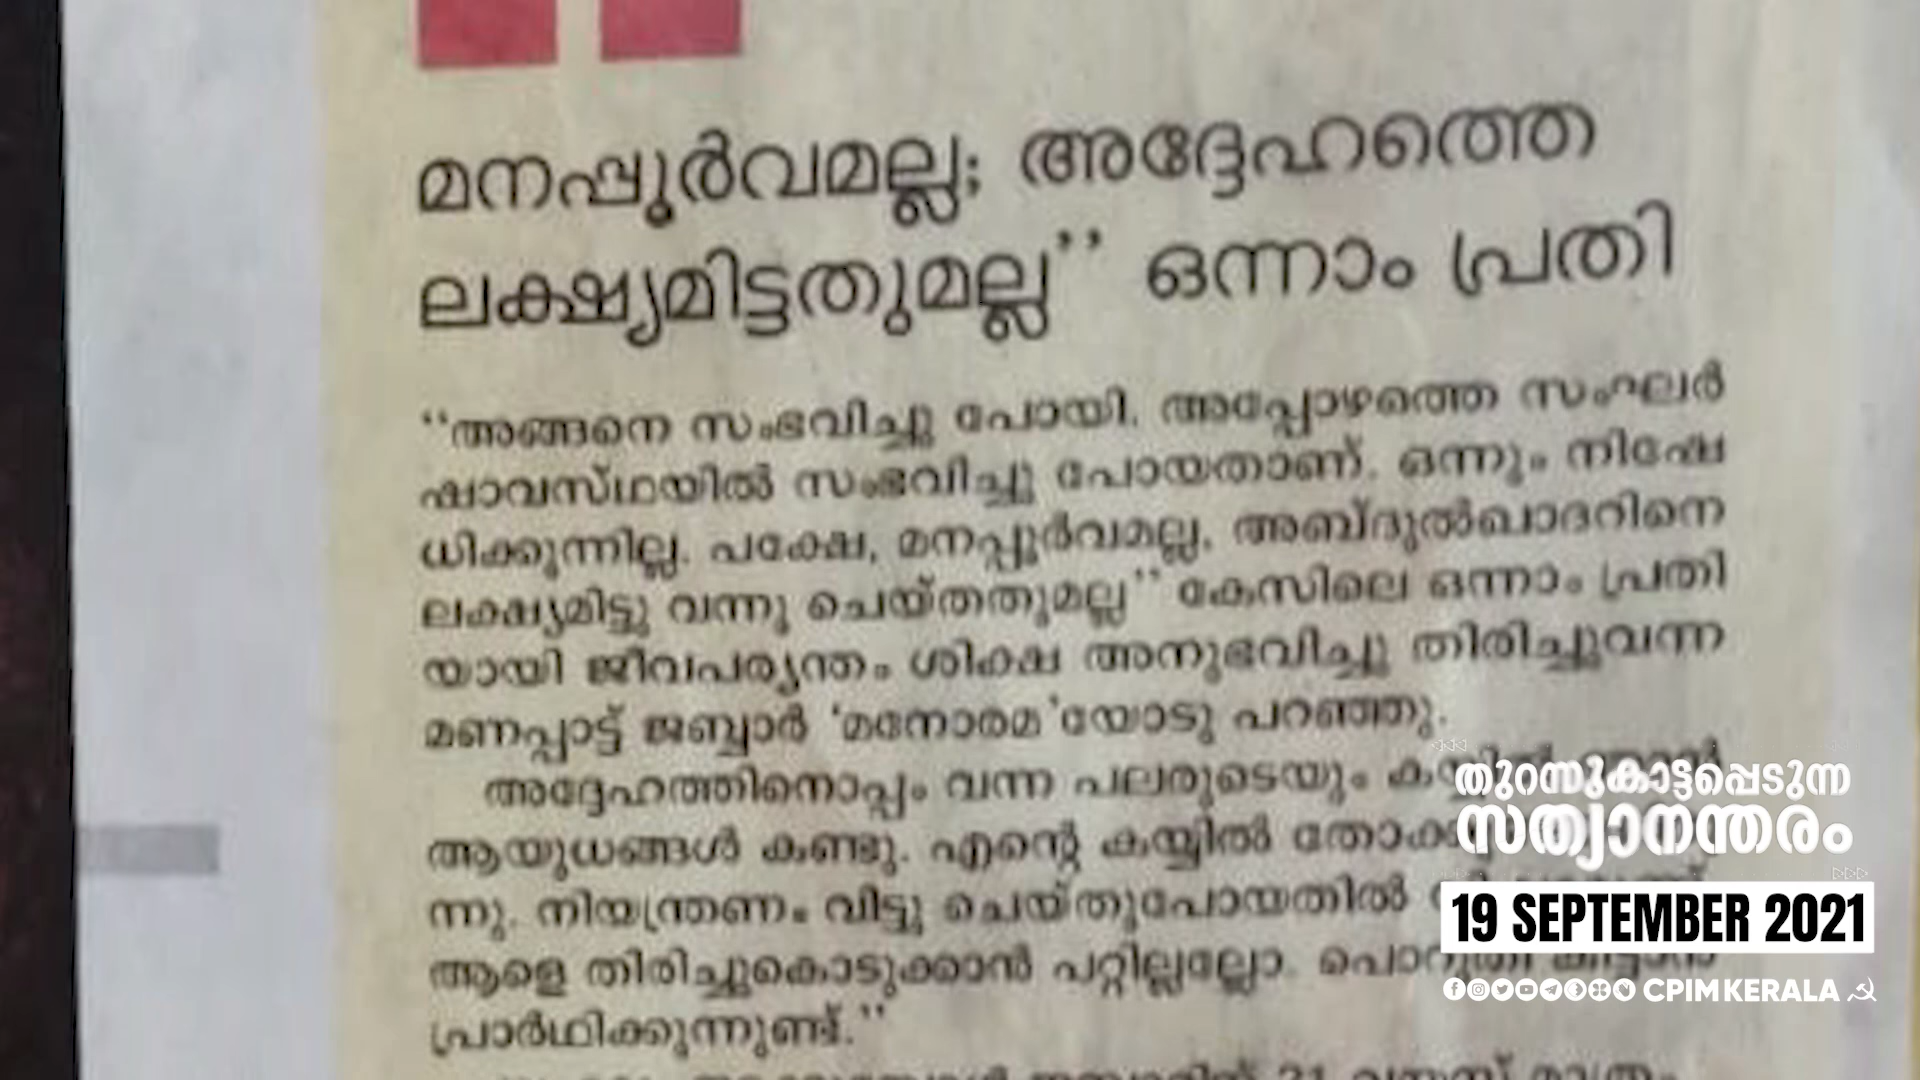 മനഃപൂർവമല്ല; അദ്ദേഹത്തെ
ലക്ഷ്യമിട്ടതുമല്ല’’ ഒന്നാം പ്രതി
‘‘അങ്ങനെ സംഭവിച്ചു പോയി. അപ്പോഴത്തെ സംഘർ
ഷാവസ്ഥയിൽ സംഭവിച്ചു പോയതാണ്. ഒന്നും നിഷേ
ധിക്കുന്നില്ല. പക്ഷേ, മനപ്പൂർവമല്ല, അബ്ദുൽഖാദറിനെ
ലക്ഷ്യമിട്ടു വന്നു ചെയ്തതുമല്ല’’ കേസിലെ ഒന്നാം പ്രതി
യായി ജീവപര്യന്തം ശിക്ഷ അനുഭവിച്ചു തിരിച്ചുവന്ന
മണപ്പാട്ട് ജബ്ബാർ ‘മനോരമ’യോടു പറഞ്ഞു.
അദ്ദേഹത്തിനൊപ്പം വന്ന പലരുടെയും
ആയുധങ്ങൾ കണ്ടു. എന്റെ കയ്യിൽ
ന്നു. നിയന്ത്രണം വിട്ടു ചെയ്തുപോയതിൽ
ആളെ തിരിച്ചുകൊടുക്കാൻ പറ്റില്ലല്ലോ.
പ്രാർഥിക്കുന്നുണ്ട്.’’
തുറന്നുകാട്ടപ്പെടുന്ന
സത്യാനന്തരം
19 SEPTEMBER 2021
CPIMKERALA